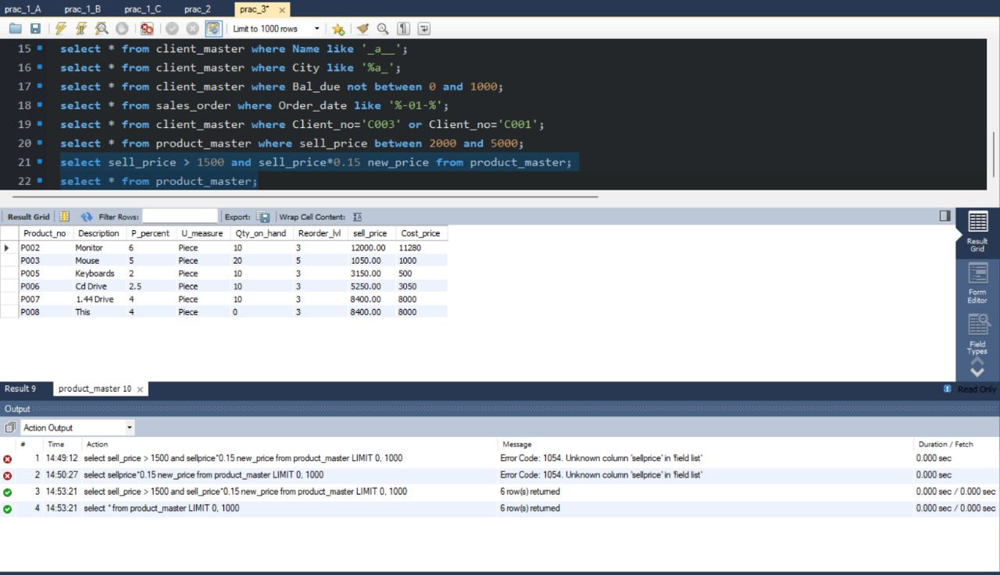 prac_1_A prac_1_B prac_1_C prac_2 prac_3*
Limit to 1000 rows
15 select * from client_master where Name like '_a__';
16 select * from client_master where City like '%a_';
17 select * from client_master where Bal_due not between 0 and 1000;
18 select * from sales_order where Order_date like '%-01-%';
19 select * from client_master where Client_no='C003' or Client_no='C001';
20 select * from product_master where sell_price between 2000 and 5000;
21 select sell_price > 1500 and sell_price*0.15 new_price from product_master;
22 select * from product_master;
Result Grid Filter Rows: Export: Wrap Cell Content:
Product_no Description P_percent U_measure Qty_on_hand Reorder_lvl sell_price Cost_price
P002 Monitor 6 Piece 10 3 12000.00 11280
P003 Mouse 5 Piece 20 5 1050.00 1000
P005 Keyboards 2 Piece 10 3 3150.00 500
P006 Cd Drive 2.5 Piece 10 3 5250.00 3050
P007 1.44 Drive 4 Piece 10 3 8400.00 8000
P008 This 4 Piece 0 3 8400.00 8000
Result
Grid
Form
Editor
Field
Types
Result 9 product_master 10 Read Only
Output
Action Output
# Time Action Message Duration / Fetch
1 14:49:12 select sell_price > 1500 and sellprice*0.15 new_price from product_master LIMIT 0, 1000 Error Code: 1054. Unknown column 'sellprice' in 'field list' 0.000 sec
2 14:50:27 select sellprice*0.15 new_price from product_master LIMIT 0, 1000 Error Code: 1054. Unknown column 'sellprice' in 'field list' 0.000 sec
3 14:53:21 select sell_price > 1500 and sell_price*0.15 new_price from product_master LIMIT 0, 1000 6 row(s) returned 0.000 sec / 0.000 sec
4 14:53:21 select * from product_master LIMIT 0, 1000 6 row(s) returned 0.000 sec / 0.000 sec